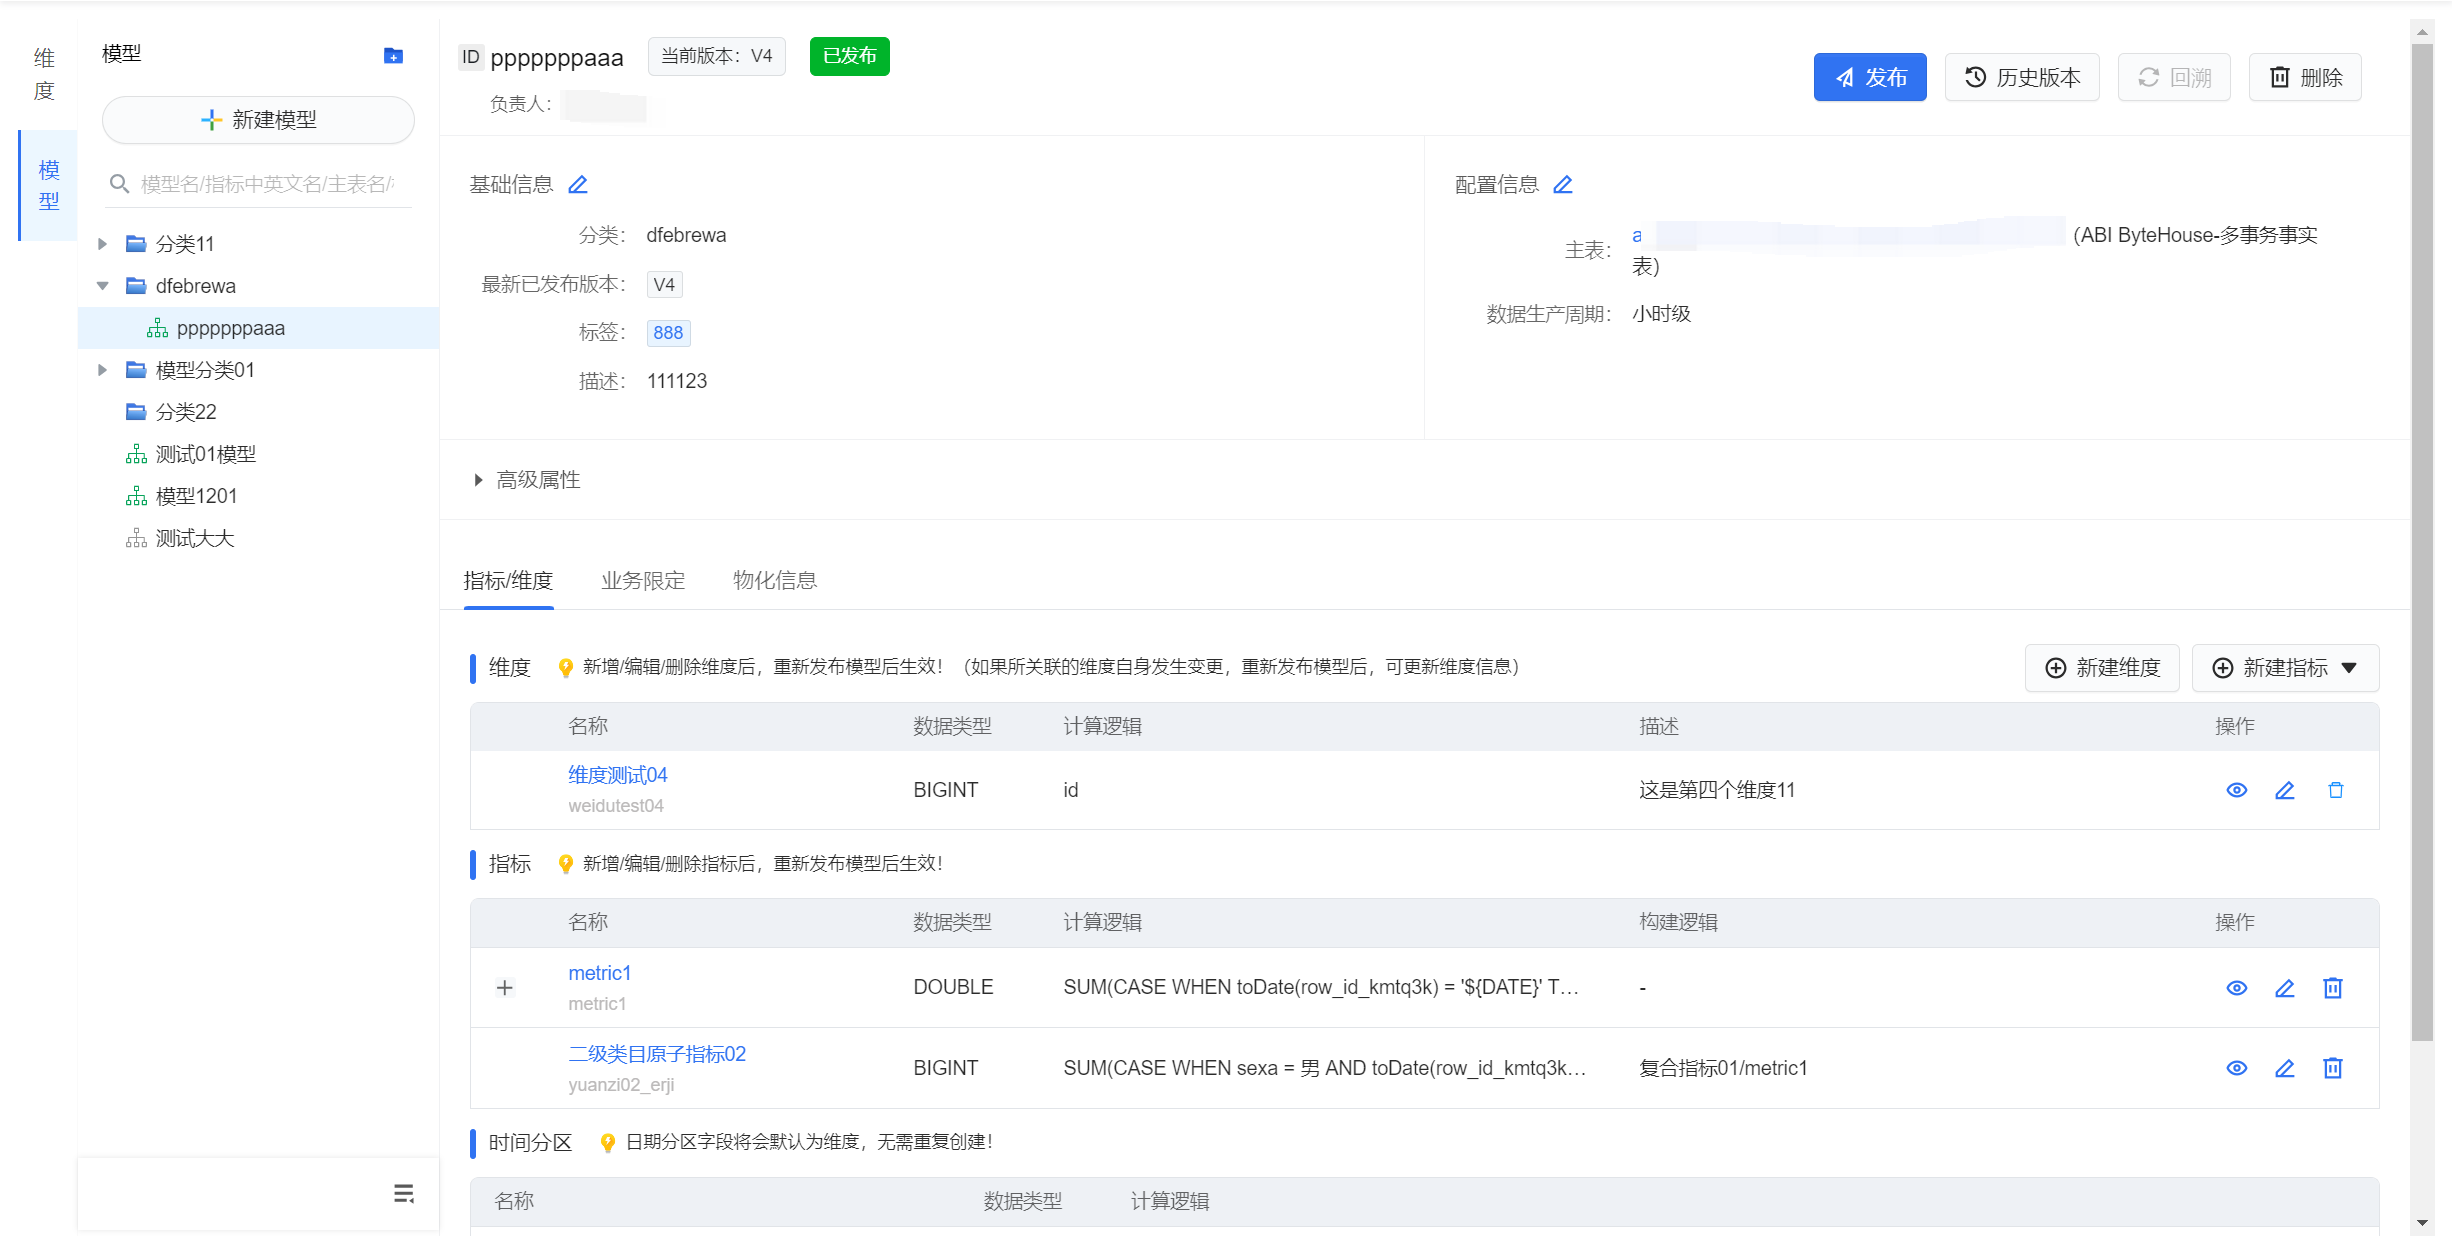 维度
模型
模型
新建模型
模型名/指标中英文名/主表名/
分类11
dfebrewa
pppppppaaa
模型分类01
分类22
测试01模型
模型1201
测试大大
ID pppppppaaa 当前版本：V4 已发布
负责人：
发布 历史版本 回溯 删除
基础信息
分类： dfebrewa
最新已发布版本： V4
标签： 888
描述： 111123
配置信息
主表： a (ABI ByteHouse-多事务事实
表)
数据生产周期： 小时级
高级属性
指标/维度 业务限定 物化信息
维度 新增/编辑/删除维度后，重新发布模型后生效！（如果所关联的维度自身发生变更，重新发布模型后，可更新维度信息） 新建维度 新建指标
名称 数据类型 计算逻辑 描述 操作
维度测试04
weidutest04
BIGINT id 这是第四个维度11
指标 新增/编辑/删除指标后，重新发布模型后生效！
名称 数据类型 计算逻辑 构建逻辑 操作
metric1
metric1
DOUBLE SUM(CASE WHEN toDate(row_id_kmtq3k) = '${DATE}' T... -
二级类目原子指标02
yuanzi02_erji
BIGINT SUM(CASE WHEN sexa = 男 AND toDate(row_id_kmtq3k... 复合指标01/metric1
时间分区 日期分区字段将会默认为维度，无需重复创建！
名称 数据类型 计算逻辑